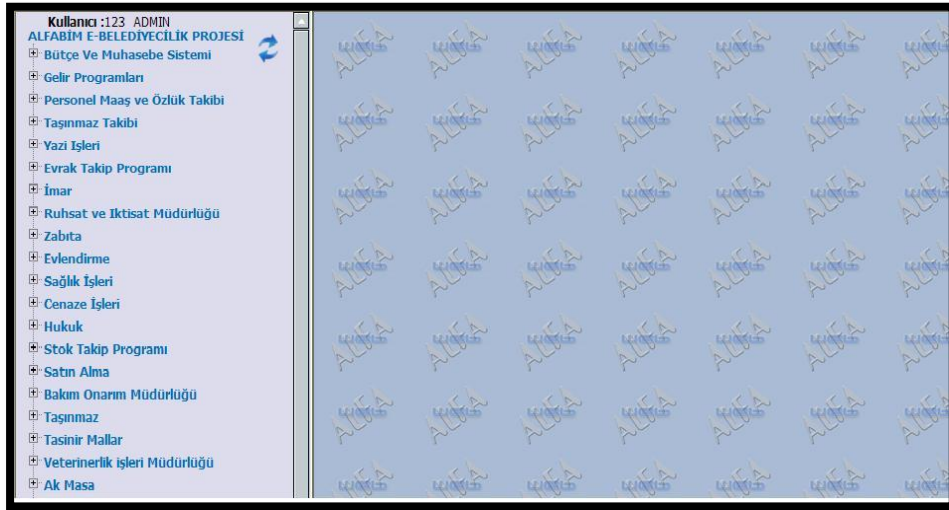 Kullanıcı :123 ADMIN
ALFABİM E-BELEDİYECİLİK PROJESİ
Bütçe Ve Muhasebe Sistemi
Gelir Programları
Personel Maaş ve Özlük Takibi
Taşınmaz Takibi
Yazi Işleri
Evrak Takip Programı
İmar
Ruhsat ve Iktisat Müdürlüğü
Zabıta
Evlendirme
Sağlık İşleri
Cenaze İşleri
Hukuk
Stok Takip Programı
Satın Alma
Bakım Onarım Müdürlüğü
Taşınmaz
Tasinir Mallar
Veterinerlik işleri Müdürlüğü
Ak Masa
ALFA